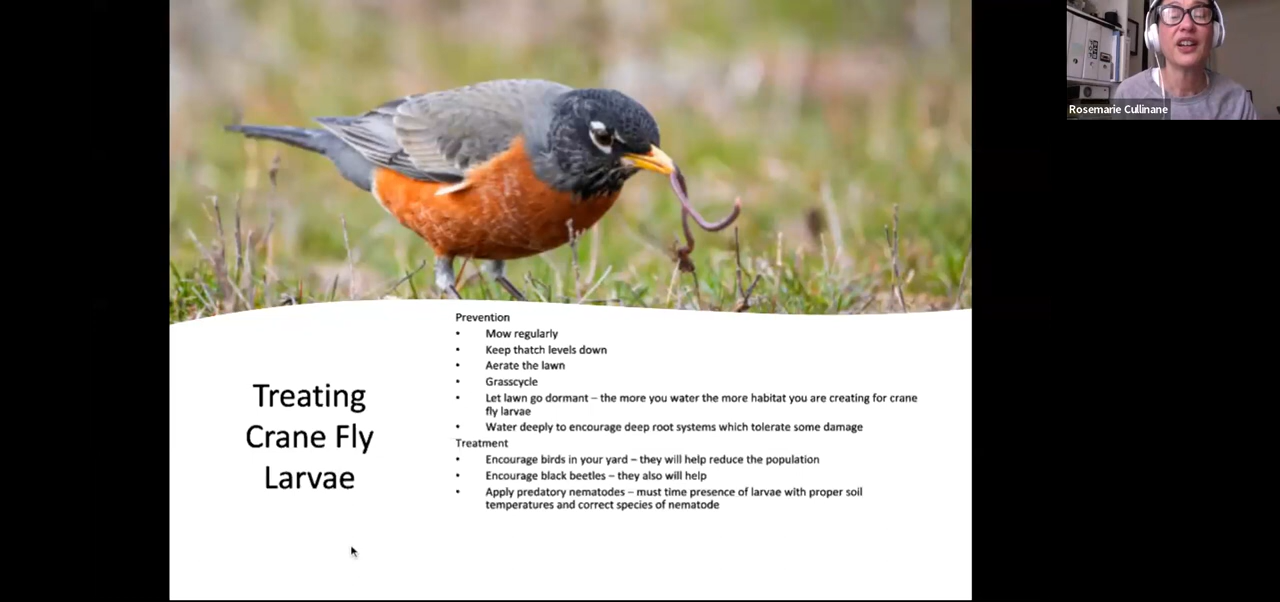 Rosemarie Cullinane
Treating
Crane Fly
Larvae
Prevention
• Mow regularly
• Keep thatch levels down
• Aerate the lawn
• Grasscycle
• Let lawn go dormant – the more you water the more habitat you are creating for crane
fly larvae
• Water deeply to encourage deep root systems which tolerate some damage
Treatment
• Encourage birds in your yard – they will help reduce the population
• Encourage black beetles – they also will help
• Apply predatory nematodes – must time presence of larvae with proper soil
temperatures and correct species of nematode